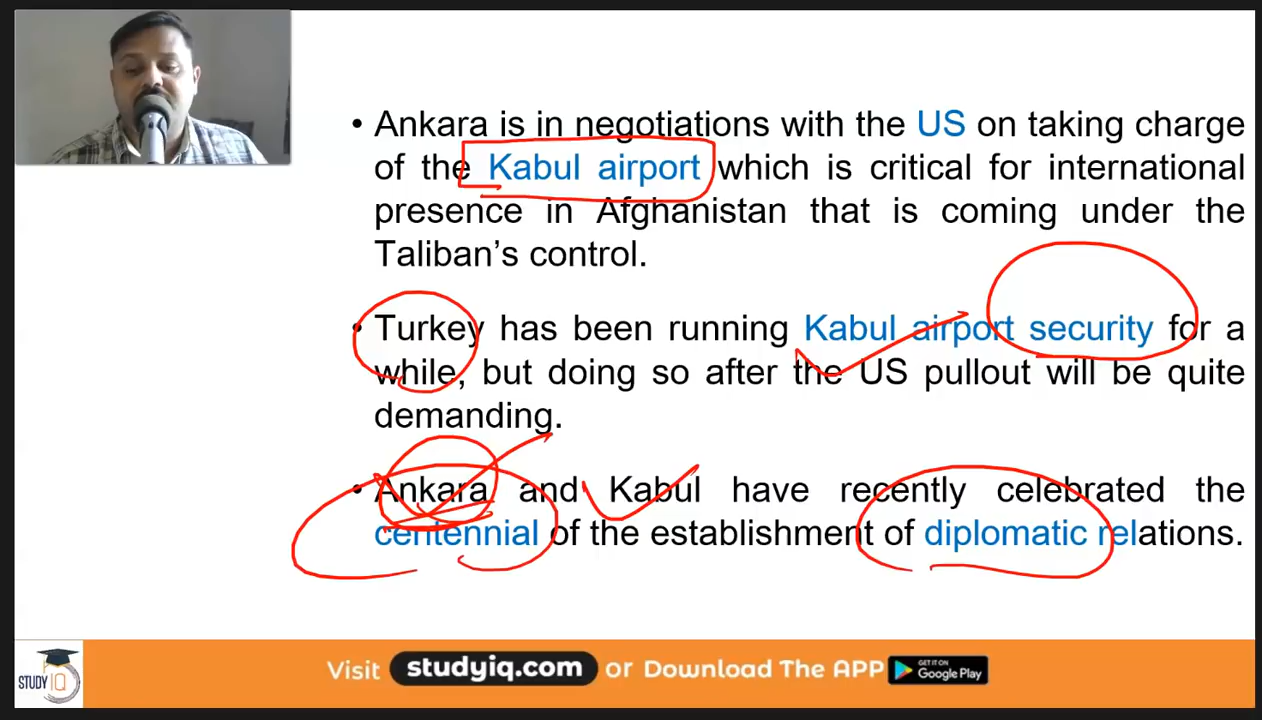 • Ankara is in negotiations with the US on taking charge
of the Kabul airport which is critical for international
presence in Afghanistan that is coming under the
Taliban’s control.
• Turkey has been running Kabul airport security for a
while, but doing so after the US pullout will be quite
demanding.
• Ankara and Kabul have recently celebrated the
centennial of the establishment of diplomatic relations.
STUDY IQ
Visit studyiq.com or Download The APP GET IT ON Google Play